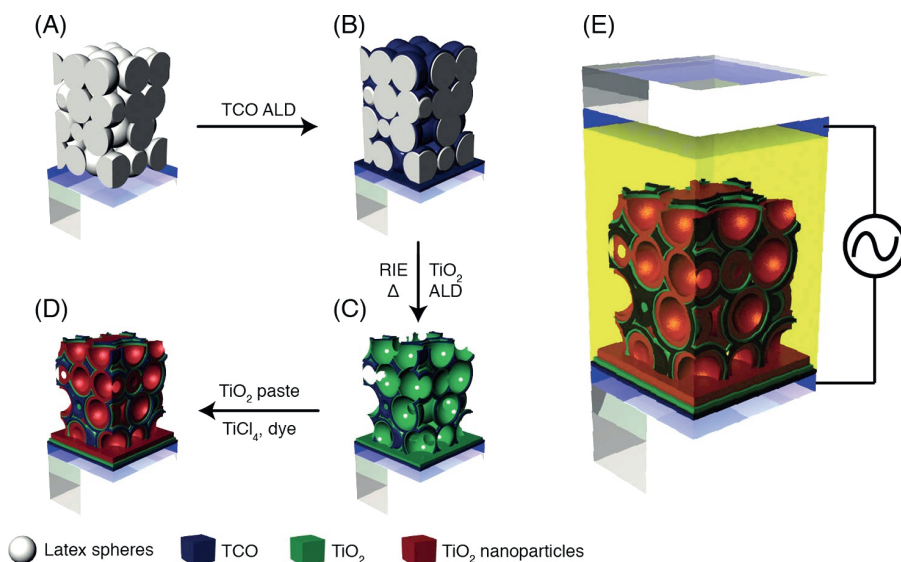 (A)
(B)
(E)
TCO ALD
RIE
Δ
TiO₂
ALD
(D)
(C)
TiO₂ paste
TiCl₄, dye
Latex spheres
TCO
TiO₂
TiO₂ nanoparticles